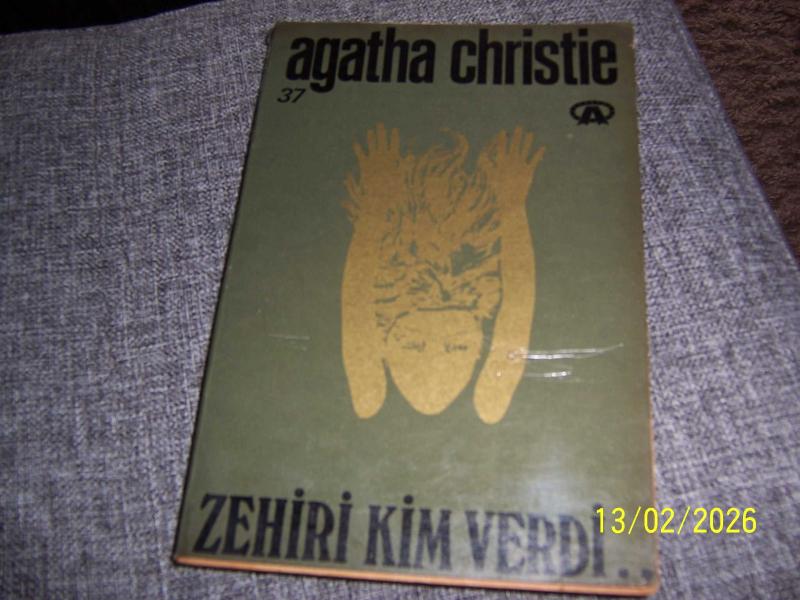 agatha christie
37
A
ZEHİRİ KİM VERDİ..
13/02/2026